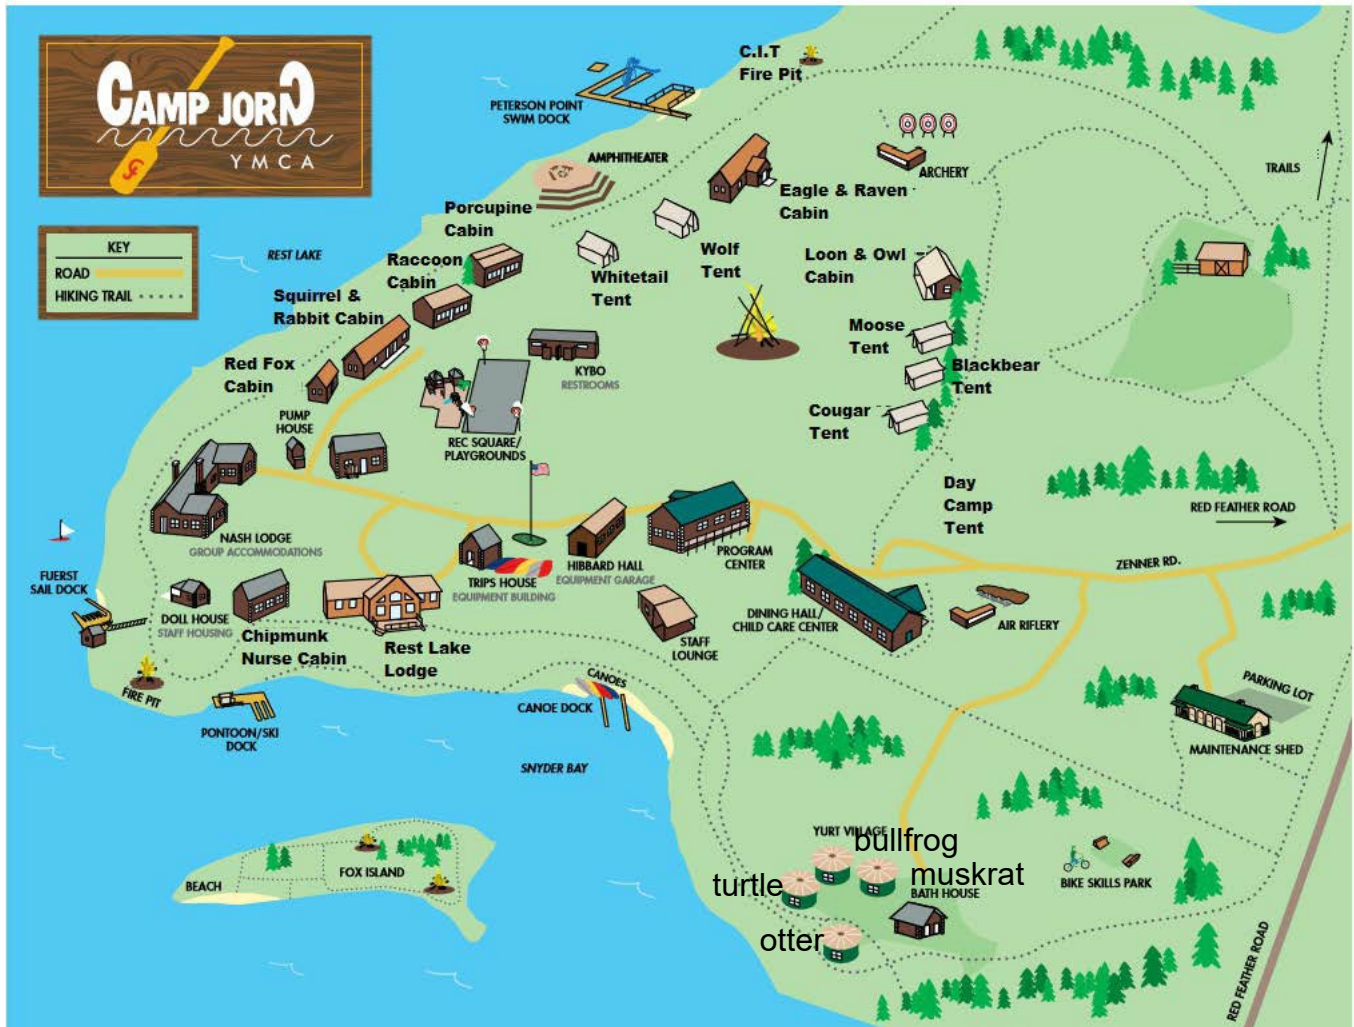 CAMP JORN
YMCA
KEY
ROAD
HIKING TRAIL
C.I.T
Fire Pit
PETERSON POINT
SWIM DOCK
AMPHITHEATER
ARCHERY
TRAILS
Eagle & Raven
Cabin
Porcupine
Cabin
REST LAKE
Raccoon
Cabin
Whitetail
Tent
Wolf
Tent
Loon & Owl
Cabin
Squirrel &
Rabbit Cabin
Moose
Tent
Red Fox
Cabin
KYBO
RESTROOMS
Blackbear
Tent
Cougar
Tent
PUMP
HOUSE
REC SQUARE/
PLAYGROUNDS
Day
Camp
Tent
RED FEATHER ROAD
NASH LODGE
GROUP ACCOMMODATIONS
PROGRAM
CENTER
ZENNER RD.
FUERST
SAIL DOCK
TRIPS HOUSE
EQUIPMENT BUILDING
HIBBARD HALL
EQUIPMENT GARAGE
DOLL HOUSE
STAFF HOUSING
Chipmunk
Nurse Cabin
Rest Lake
Lodge
STAFF
LOUNGE
DINING HALL/
CHILD CARE CENTER
AIR RIFLERY
FIRE PIT
CANOES
CANOE DOCK
PARKING LOT
PONTOON/SKI
DOCK
MAINTENANCE SHED
SNYDER BAY
YURT VILLAGE
bullfrog
muskrat
turtle
BATH HOUSE
BIKE SKILLS PARK
FOX ISLAND
BEACH
otter
RED FEATHER ROAD